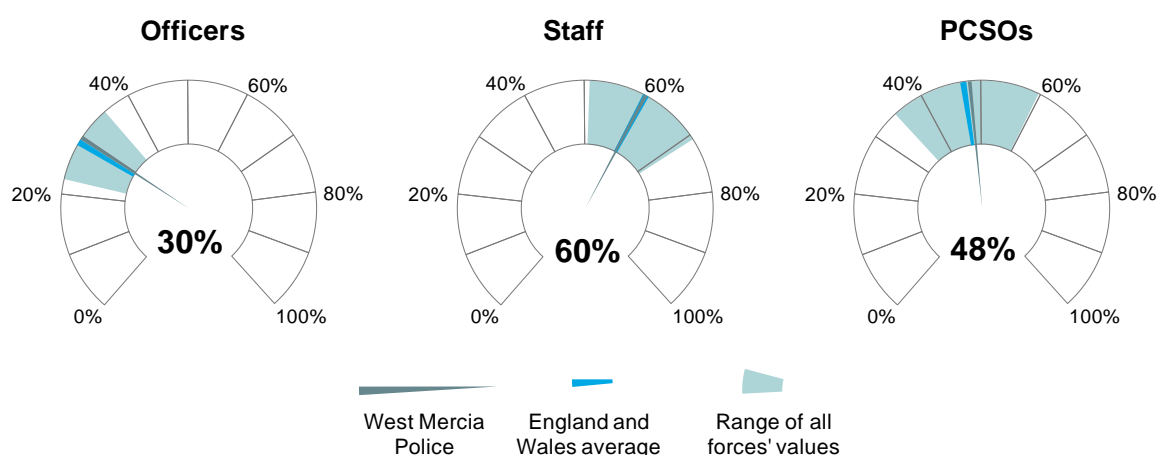 Officers
Staff
PCSOs
40%
60%
20%
80%
30%
0%
100%
40%
60%
20%
80%
60%
0%
100%
40%
60%
20%
80%
48%
0%
100%
West Mercia
Police
England and
Wales average
Range of all
forces' values